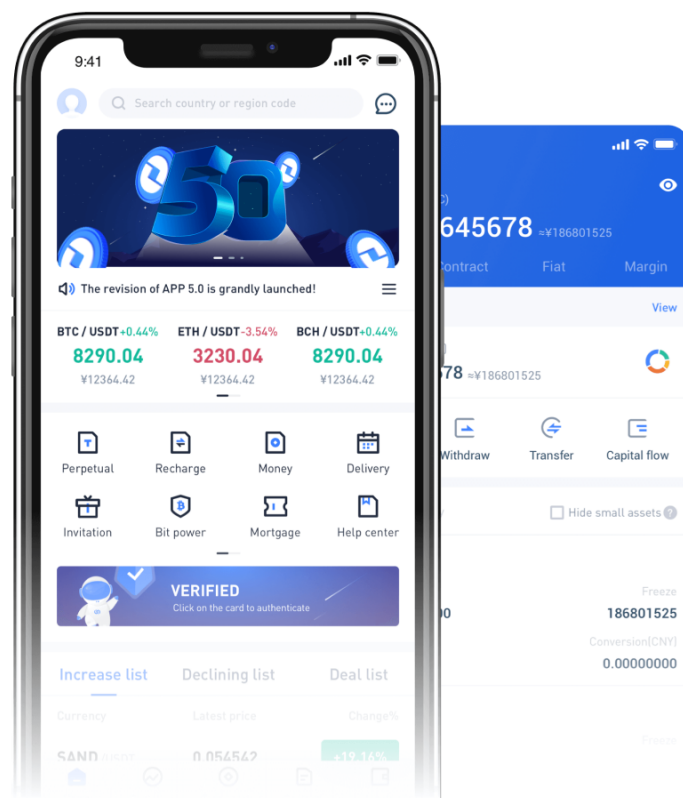 9:41
Search country or region code
50
The revision of APP 5.0 is grandly launched!
BTC / USDT+0.44% ETH / USDT-3.54% BCH / USDT+0.44%
8290.04 3230.04 8290.04
¥12364.42 ¥12364.42 ¥12364.42
Perpetual Recharge Money Delivery
Invitation Bit power Mortgage Help center
VERIFIED
Click on the card to authenticate
Increase list Declining list Deal list
Currency Latest price Change%
SAND /USDT 0.054542 +19.16%
645678 ≈¥186801525
Contract Fiat Margin
View
78 ≈¥186801525
Withdraw Transfer Capital flow
Hide small assets ?
Freeze
186801525
Conversion(CNY)
0.00000000
Freeze